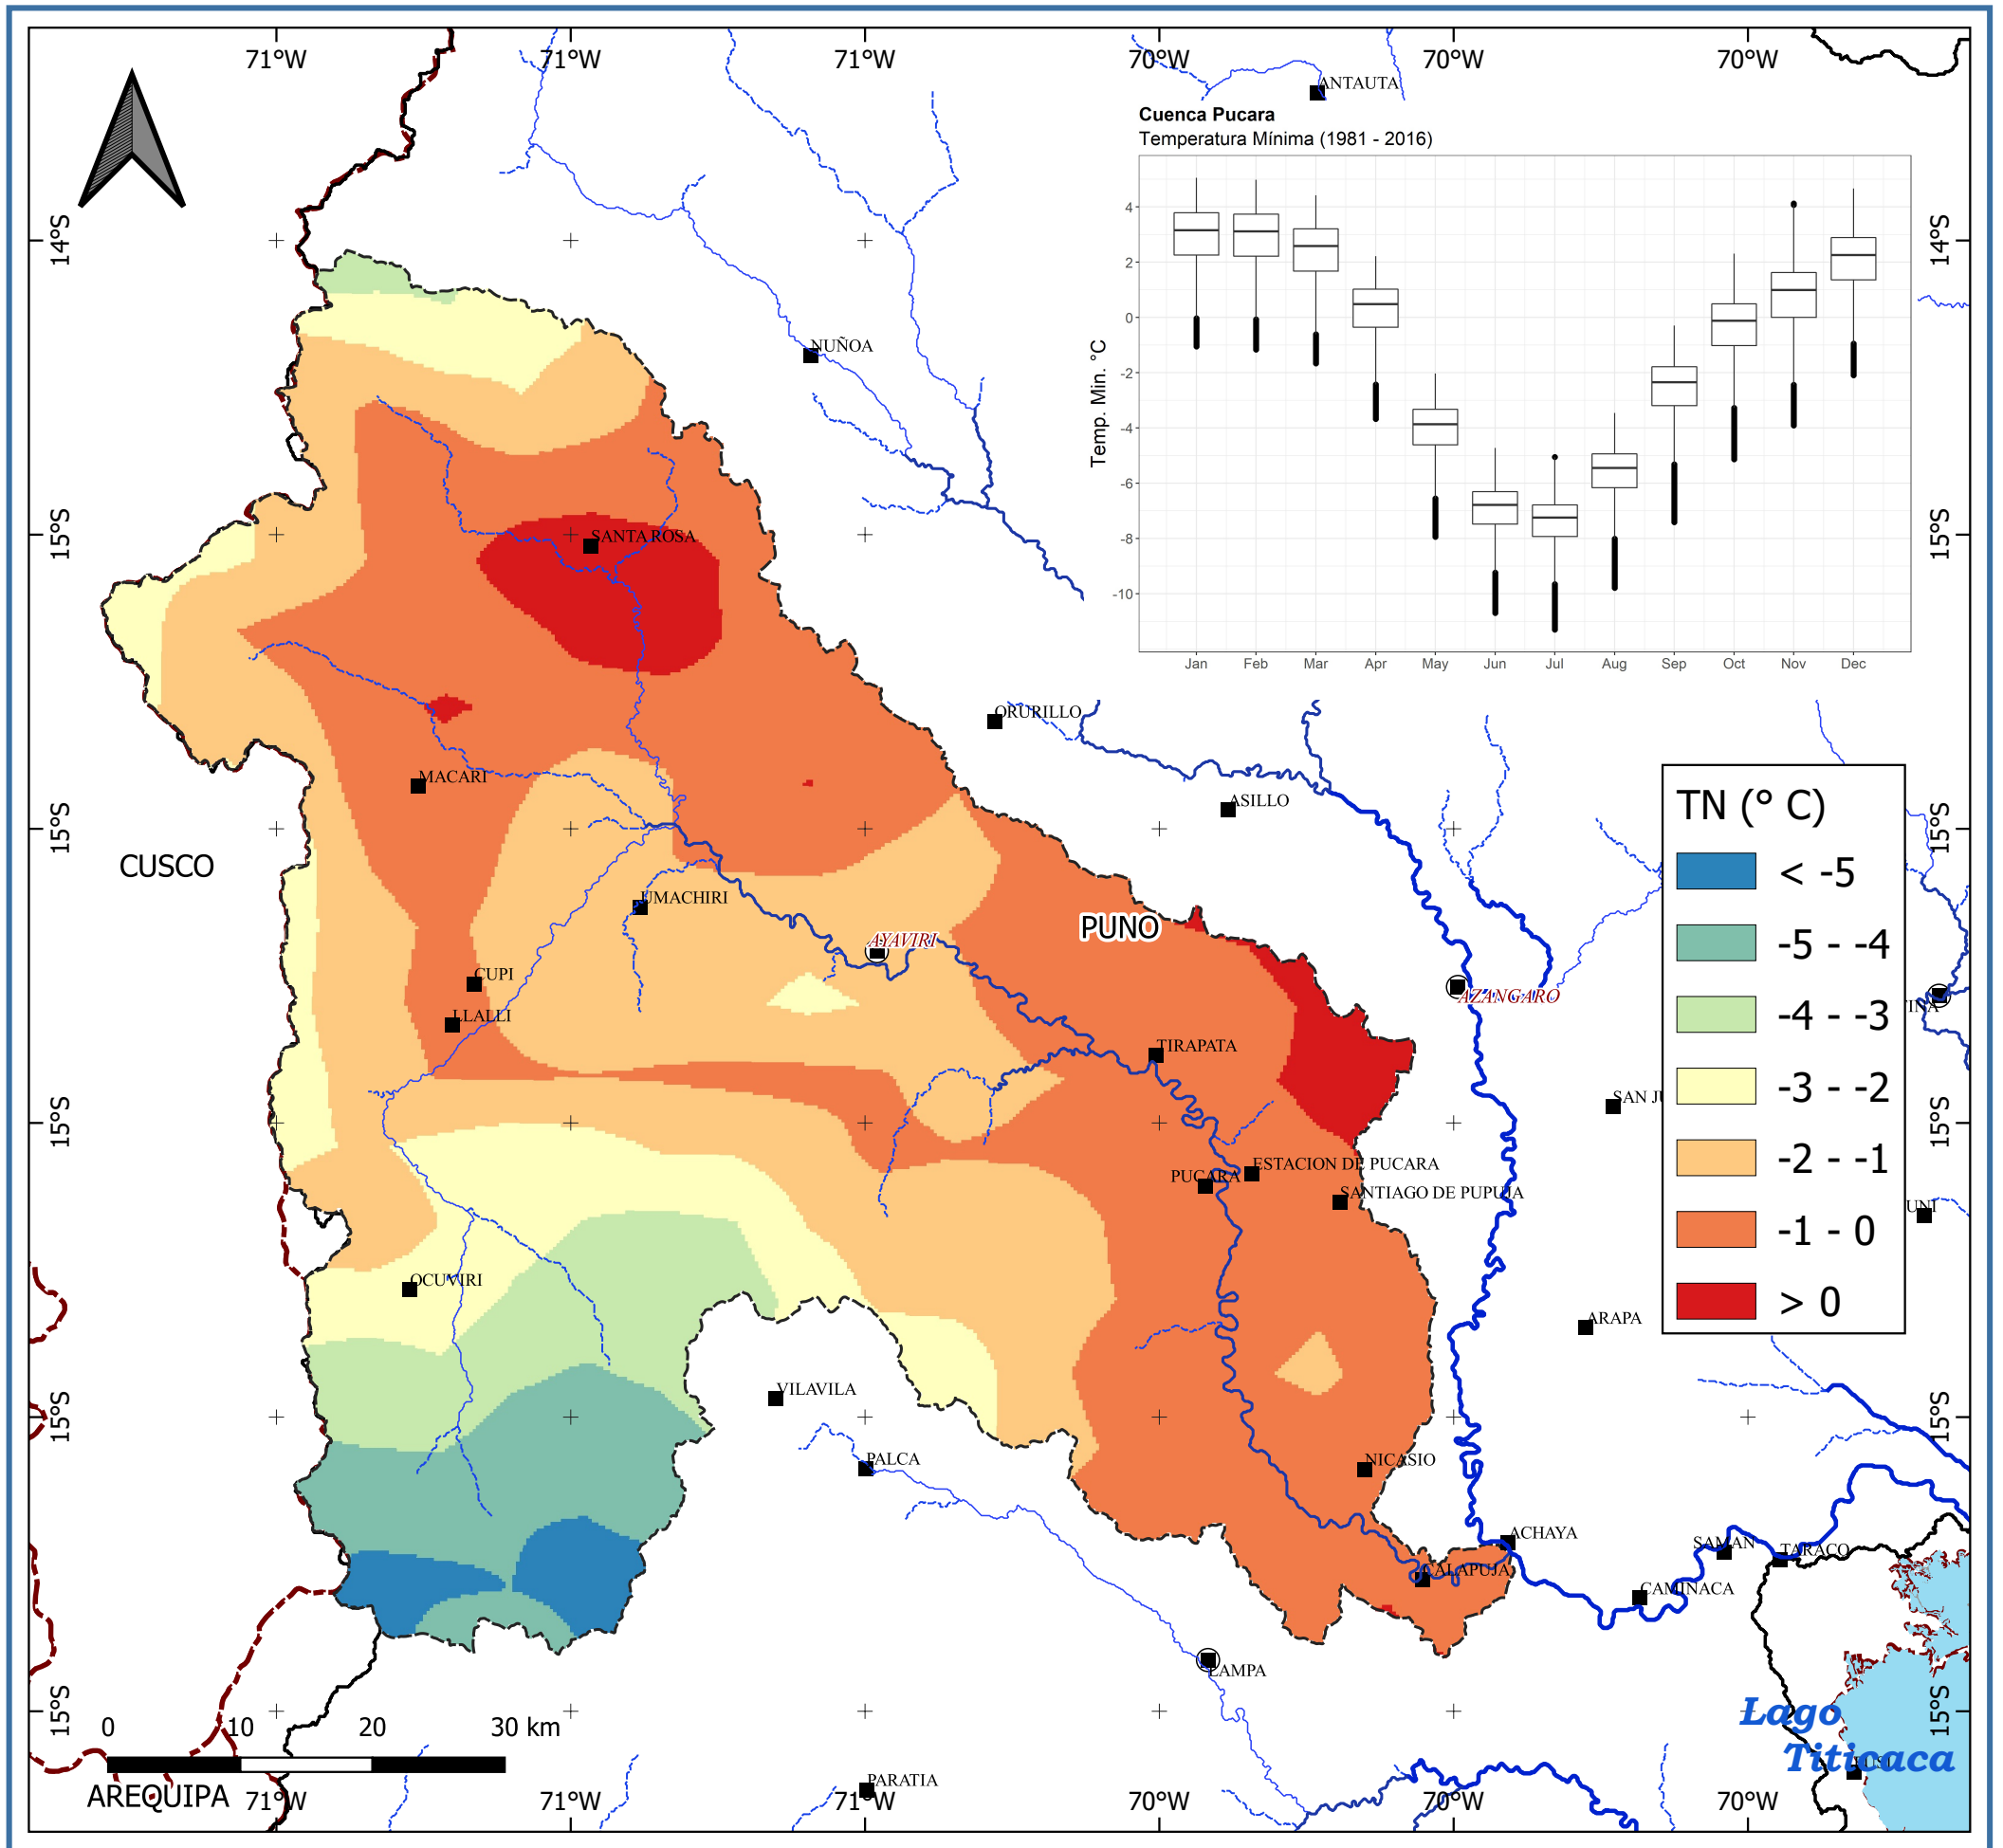 71°W 71°W 71°W 70°W 70°W 70°W
ANTAUTA
Cuenca Pucara
Temperatura Mínima (1981 - 2016)
Temp. Min. °C
4
2
0
-2
-4
-6
-8
-10
Jan Feb Mar Apr May Jun Jul Aug Sep Oct Nov Dec
14°S 14°S
NUÑOA
15°S 15°S
SANTA ROSA
ORURILLO
MACARI
ASILLO
15°S 15°S
CUSCO
UMACHIRI
PUNO
AYAVIRI
CUPI
AZANGARO
LLALLI
TIRAPATA
SAN JU
15°S 15°S
ESTACION DE PUCARA
PUCARA
SANTIAGO DE PUPUJA
UNI
OCUVIRI
ARAPA
VILAVILA
15°S 15°S
PALCA
NICASIO
ACHAYA
SAMAN
TARACO
CALAPUJA
CAMINACA
LAMPA
15°S 15°S
TN (° C)
< -5
-5 - -4
-4 - -3
-3 - -2
-2 - -1
-1 - 0
> 0
Lago
Titicaca
0 10 20 30 km
PARATIA
AREQUIPA
71°W 71°W 71°W 70°W 70°W 70°W